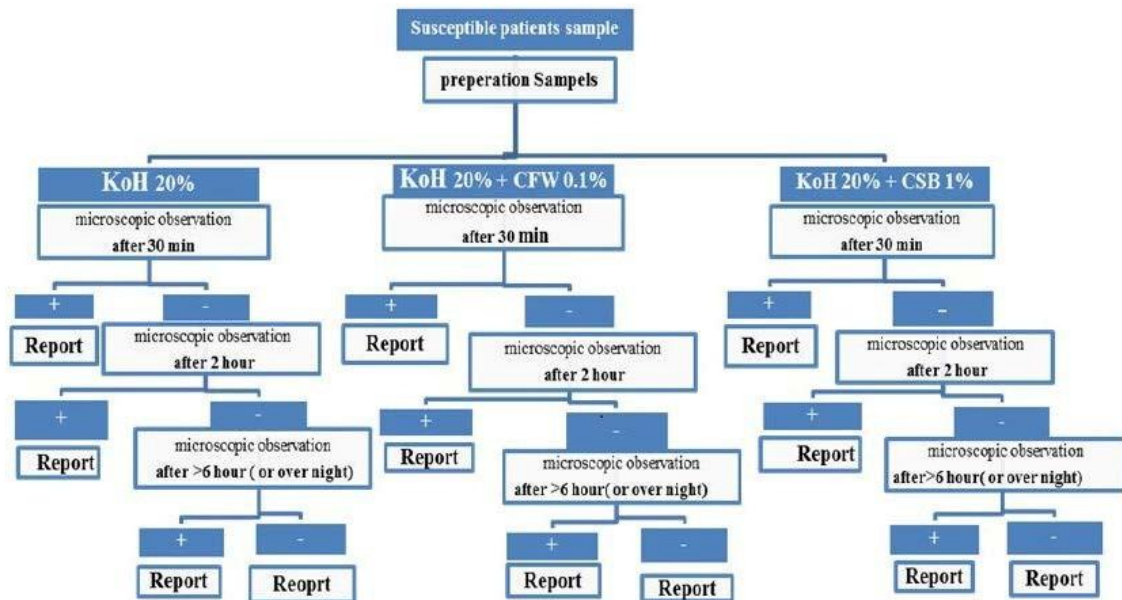 Susceptible patients sample
preperation Sampels
KoH 20%
KoH 20% + CFW 0.1%
KoH 20% + CSB 1%
microscopic observation
after 30 min
microscopic observation
after 30 min
microscopic observation
after 30 min
+
-
+
-
+
-
Report
microscopic observation
after 2 hour
Report
microscopic observation
after 2 hour
Report
microscopic observation
after 2 hour
+
-
+
-
+
-
Report
microscopic observation
after >6 hour ( or over night)
Report
microscopic observation
after >6 hour( or over night)
Report
microscopic observation
after>6 hour( or over night)
+
-
+
-
+
-
Report
Reoprt
Report
Report
Report
Report